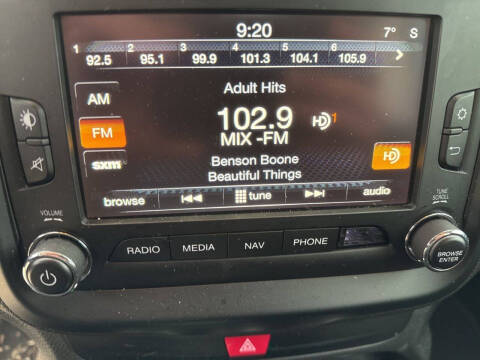 9:20
7° S
1 2 3 4 5 6
92.5 95.1 99.9 101.3 104.1 105.9
AM
FM
sxm
Adult Hits
102.9 HD 1
MIX -FM
Benson Boone
Beautiful Things
HD
browse tune audio
VOLUME
RADIO MEDIA NAV PHONE
TUNE
SCROLL
BROWSE
ENTER